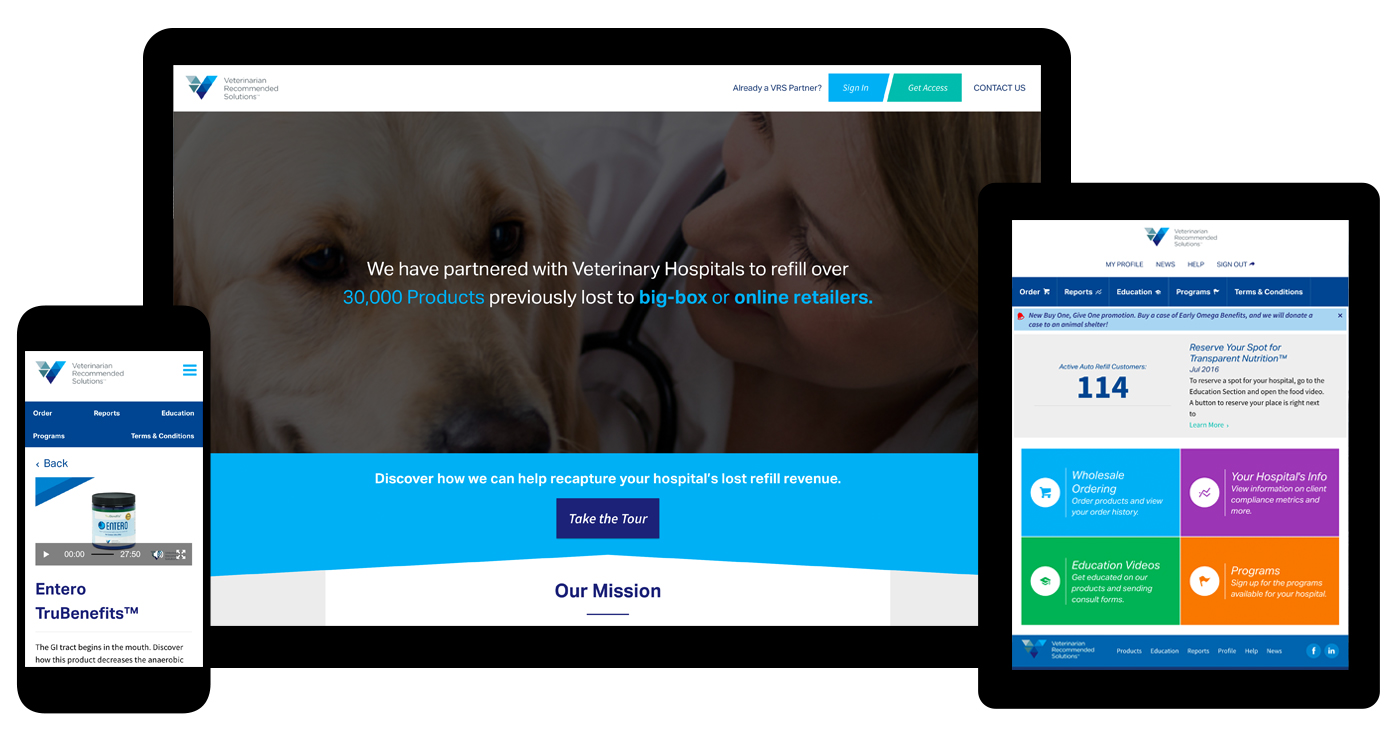 Veterinarian
Recommended
Solutions™
Already a VRS Partner?
Sign In
Get Access
CONTACT US
We have partnered with Veterinary Hospitals to refill over
30,000 Products previously lost to big-box or online retailers.
Discover how we can help recapture your hospital's lost refill revenue.
Take the Tour
Our Mission
Veterinarian
Recommended
Solutions™
Order
Reports
Education
Programs
Terms & Conditions
‹ Back
ENTERO
00:00
27:50
Entero
TruBenefits™
The GI tract begins in the mouth. Discover
how this product decreases the anaerobic
Veterinarian
Recommended
Solutions™
MY PROFILE
NEWS
HELP
SIGN OUT
Order
Reports
Education
Programs
Terms & Conditions
New Buy One, Give One promotion. Buy a case of Early Omega Benefits, and we will donate a
case to an animal shelter!
×
Active Auto Refill Customers:
114
Reserve Your Spot for
Transparent Nutrition™
Jul 2016
To reserve a spot for your hospital, go to the
Education Section and open the food video.
A button to reserve your place is right next
to
Learn More ›
Wholesale
Ordering
Order products and view
your order history.
Your Hospital's Info
View information on client
compliance metrics and
more.
Education Videos
Get educated on our
products and sending
consult forms.
Programs
Sign up for the programs
available for your hospital.
Veterinarian
Recommended
Solutions™
Products
Education
Reports
Profile
Help
News
f
in